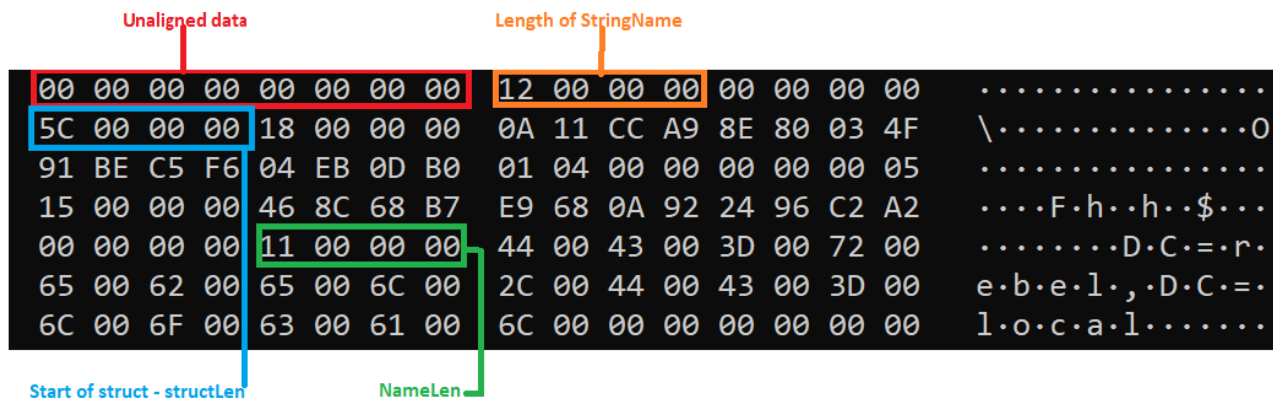 Unaligned data Length of StringName
00 00 00 00 00 00 00 00 12 00 00 00 00 00 00 00 ················
5C 00 00 00 18 00 00 00 0A 11 CC A9 8E 80 03 4F \··············O
91 BE C5 F6 04 EB 0D B0 01 04 00 00 00 00 00 05 ················
15 00 00 00 46 8C 68 B7 E9 68 0A 92 24 96 C2 A2 ····F·h··h··$···
00 00 00 00 11 00 00 00 44 00 43 00 3D 00 72 00 ········D·C·=·r·
65 00 62 00 65 00 6C 00 2C 00 44 00 43 00 3D 00 e·b·e·l·,·D·C·=·
6C 00 6F 00 63 00 61 00 6C 00 00 00 00 00 00 00 l·o·c·a·l·······
Start of struct - structLen NameLen